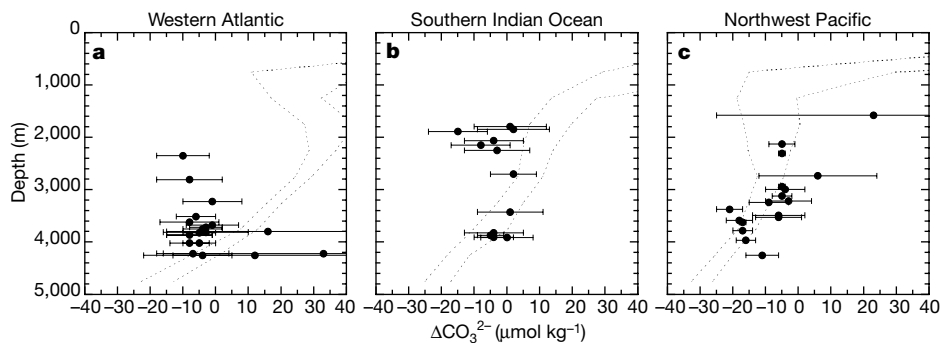 Western Atlantic Southern Indian Ocean Northwest Pacific
a b c
Depth (m)
0
1,000
2,000
3,000
4,000
5,000
−30 −20 −10 0 10 20 30 40 −40 −30 −20 −10 0 10 20 30 40 −40 −30 −20 −10 0 10 20 30 40
ΔCO₃²⁻ (μmol kg⁻¹)